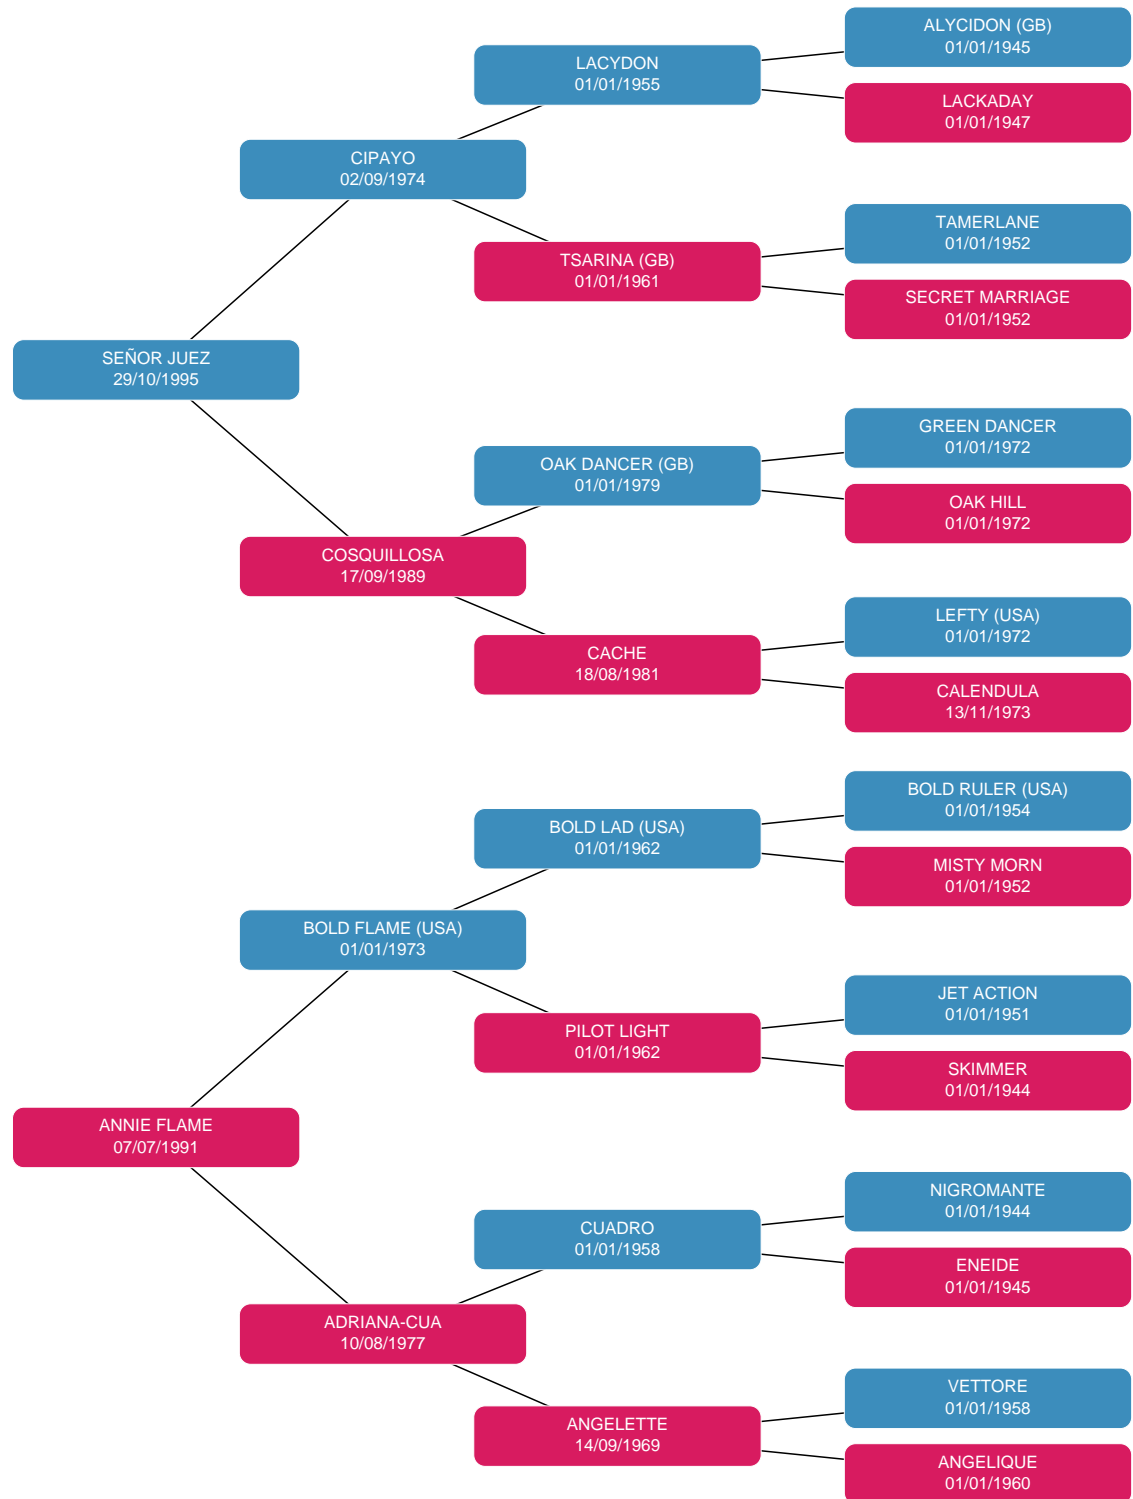 ALYCIDON (GB)
01/01/1945
LACYDON
01/01/1955
LACKADAY
01/01/1947
CIPAYO
02/09/1974
TAMERLANE
01/01/1952
TSARINA (GB)
01/01/1961
SECRET MARRIAGE
01/01/1952
SEÑOR JUEZ
29/10/1995
GREEN DANCER
01/01/1972
OAK DANCER (GB)
01/01/1979
OAK HILL
01/01/1972
COSQUILLOSA
17/09/1989
LEFTY (USA)
01/01/1972
CACHE
18/08/1981
CALENDULA
13/11/1973
BOLD RULER (USA)
01/01/1954
BOLD LAD (USA)
01/01/1962
MISTY MORN
01/01/1952
BOLD FLAME (USA)
01/01/1973
JET ACTION
01/01/1951
PILOT LIGHT
01/01/1962
SKIMMER
01/01/1944
ANNIE FLAME
07/07/1991
NIGROMANTE
01/01/1944
CUADRO
01/01/1958
ENEIDE
01/01/1945
ADRIANA-CUA
10/08/1977
VETTORE
01/01/1958
ANGELETTE
14/09/1969
ANGELIQUE
01/01/1960